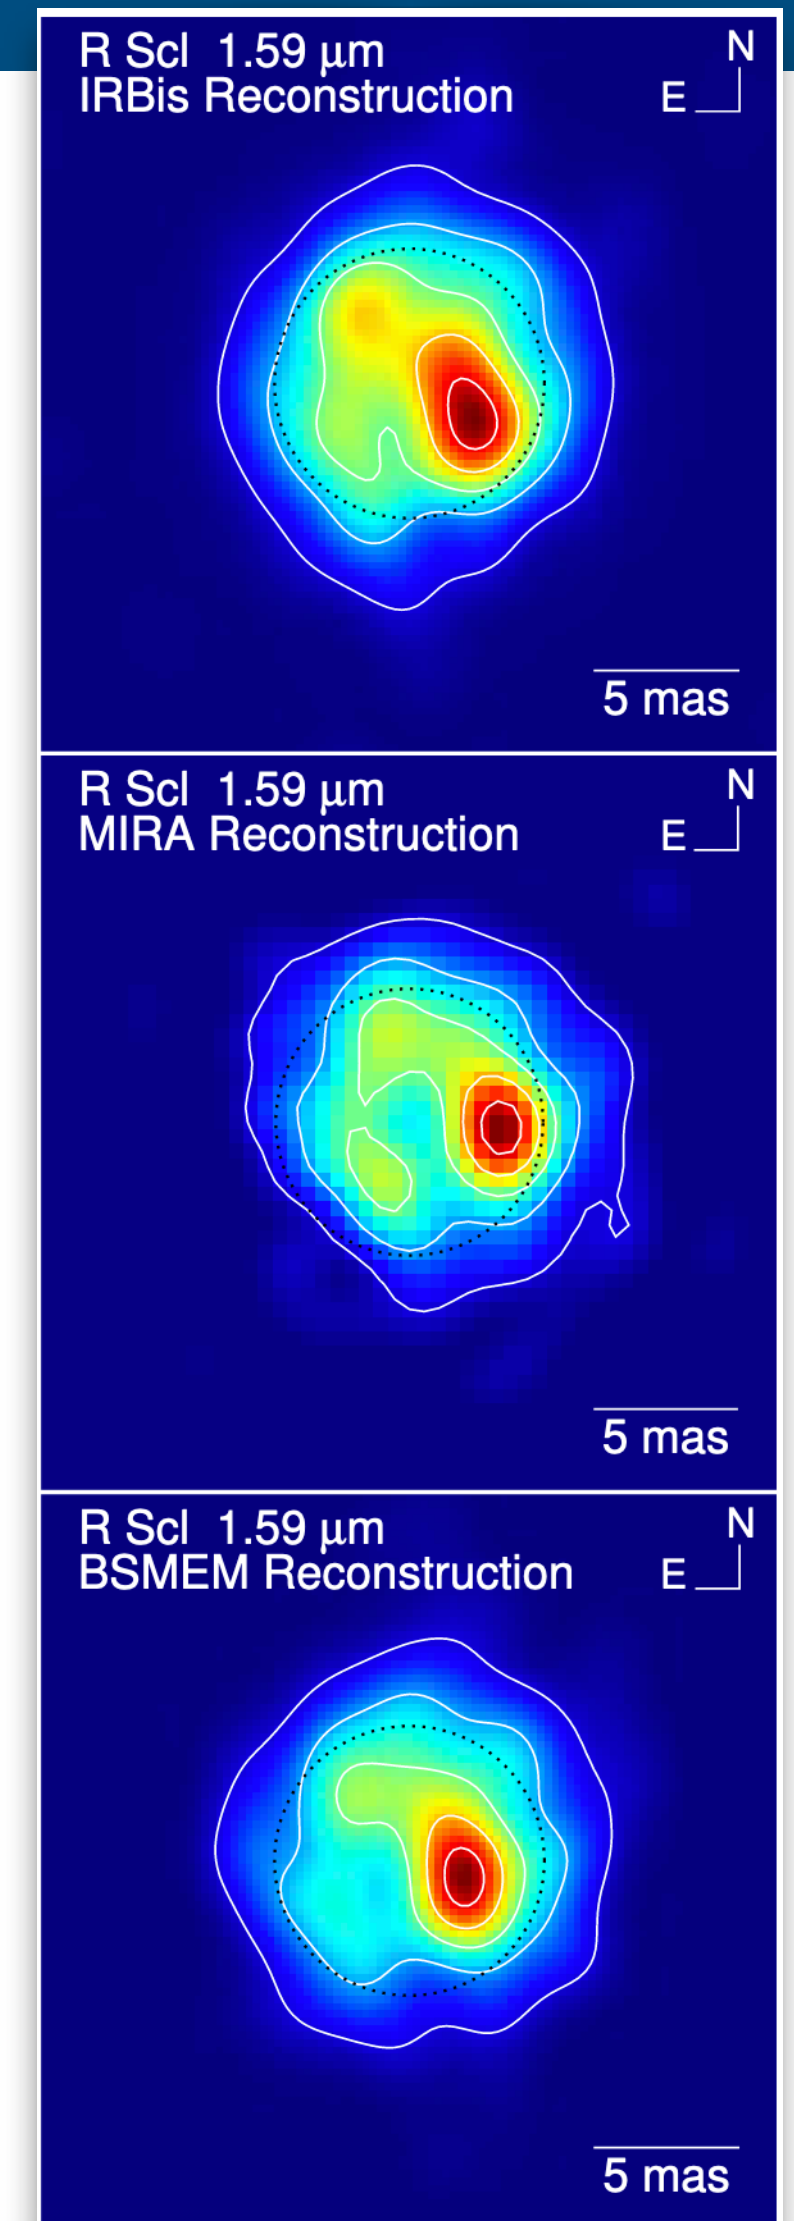 R Scl 1.59 μm
IRBis Reconstruction
N
E
5 mas
R Scl 1.59 μm
MIRA Reconstruction
N
E
5 mas
R Scl 1.59 μm
BSMEM Reconstruction
N
E
5 mas